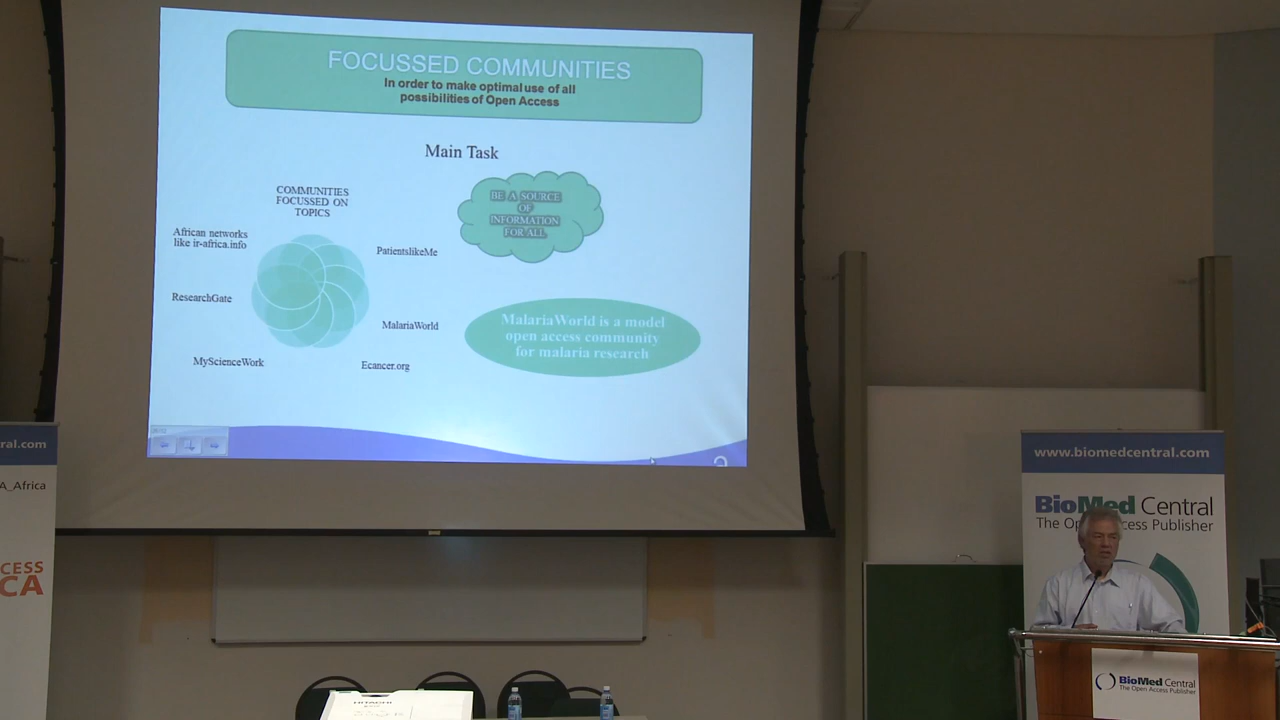 FOCUSSED COMMUNITIES
In order to make optimal use of all
possibilities of Open Access
Main Task
COMMUNITIES
FOCUSSED ON
TOPICS
African networks
like ir-africa.info
ResearchGate
MyScienceWork
PatientslikeMe
MalariaWorld
Ecancer.org
BE A SOURCE
OF
INFORMATION
FOR ALL
MalariaWorld is a model
open access community
for malaria research
ral.com
A_Africa
CESS
CA
www.biomedcentral.com
BioMed Central
The Open Access Publisher
BioMed Central
The Open Access Publisher
HITACHI